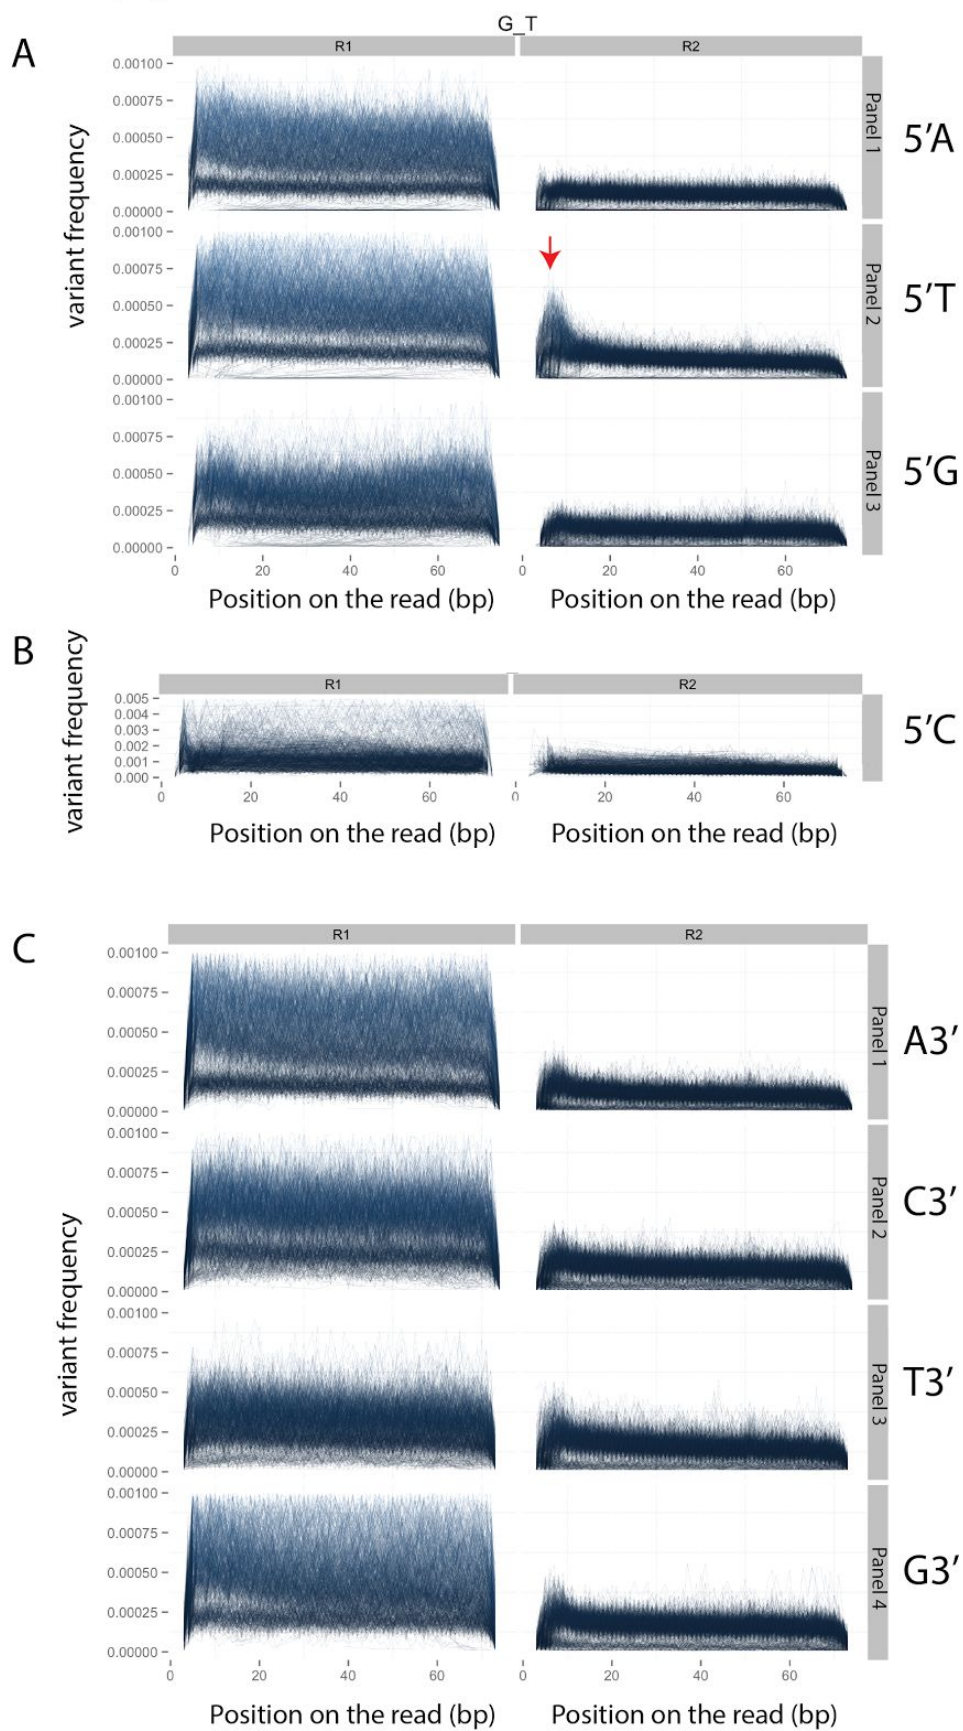 G_T
A
R1 R2
0.00100
0.00075
0.00050
0.00025
0.00000
Panel 1
5'A
0.00100
0.00075
0.00050
0.00025
0.00000
Panel 2
5'T
0.00100
0.00075
0.00050
0.00025
0.00000
Panel 3
5'G
variant frequency
0 20 40 60 0 20 40 60
Position on the read (bp) Position on the read (bp)
B
R1 R2
0.005
0.004
0.003
0.002
0.001
0.000
variant frequency
5'C
0 20 40 60 0 20 40 60
Position on the read (bp) Position on the read (bp)
C
R1 R2
0.00100
0.00075
0.00050
0.00025
0.00000
Panel 1
A3'
0.00100
0.00075
0.00050
0.00025
0.00000
Panel 2
C3'
0.00100
0.00075
0.00050
0.00025
0.00000
Panel 3
T3'
0.00100
0.00075
0.00050
0.00025
0.00000
Panel 4
G3'
variant frequency
0 20 40 60 0 20 40 60
Position on the read (bp) Position on the read (bp)